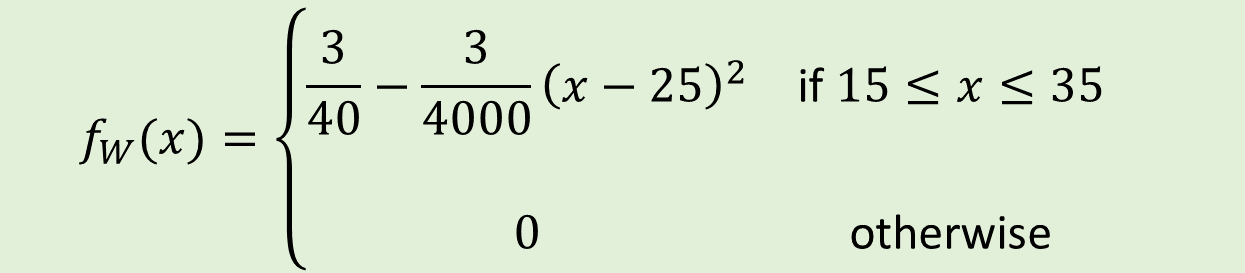 f_W(x) = { 3/40 − 3/4000 (x − 25)² if 15 ≤ x ≤ 35
0 otherwise